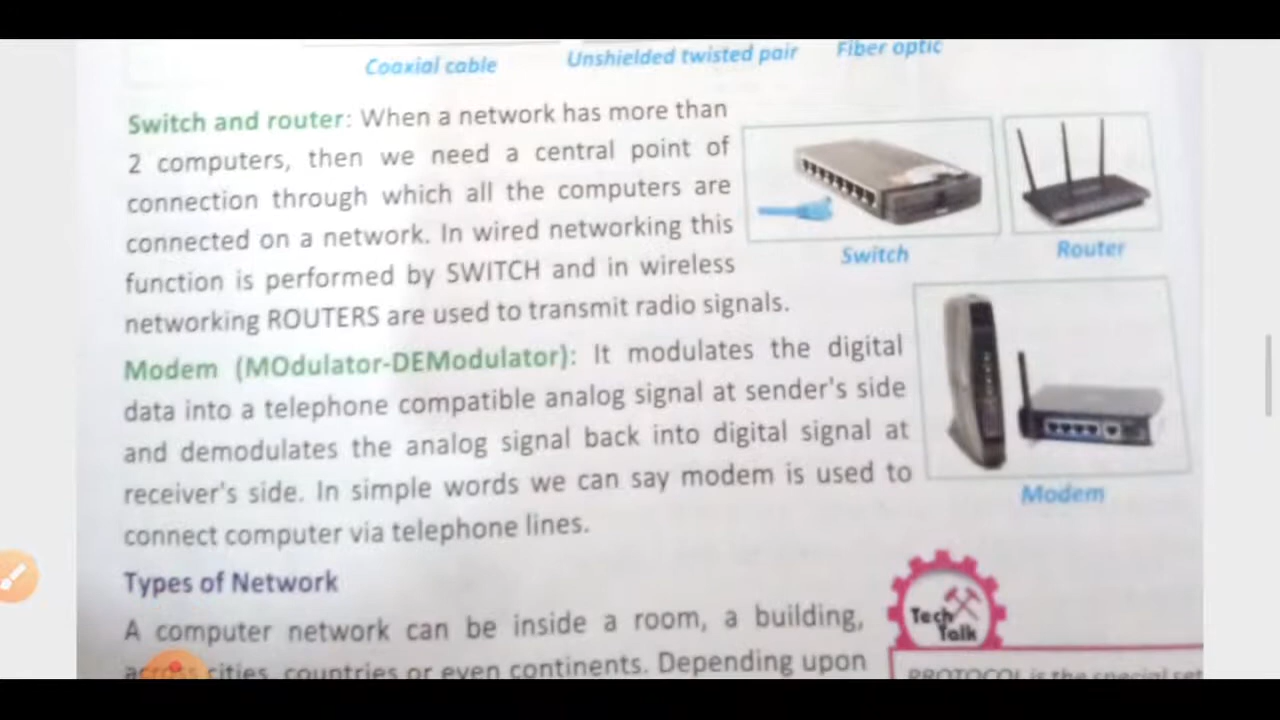 Coaxial cable
Unshielded twisted pair
Fiber optic
Switch and router: When a network has more than
2 computers, then we need a central point of
connection through which all the computers are
connected on a network. In wired networking this
function is performed by SWITCH and in wireless
networking ROUTERS are used to transmit radio signals.
Switch
Router
Modem (MOdulator-DEModulator): It modulates the digital
data into a telephone compatible analog signal at sender's side
and demodulates the analog signal back into digital signal at
receiver's side. In simple words we can say modem is used to
connect computer via telephone lines.
Modem
Types of Network
A computer network can be inside a room, a building,
across cities, countries or even continents. Depending upon
Tech
Talk
PROTOCOL is the special set